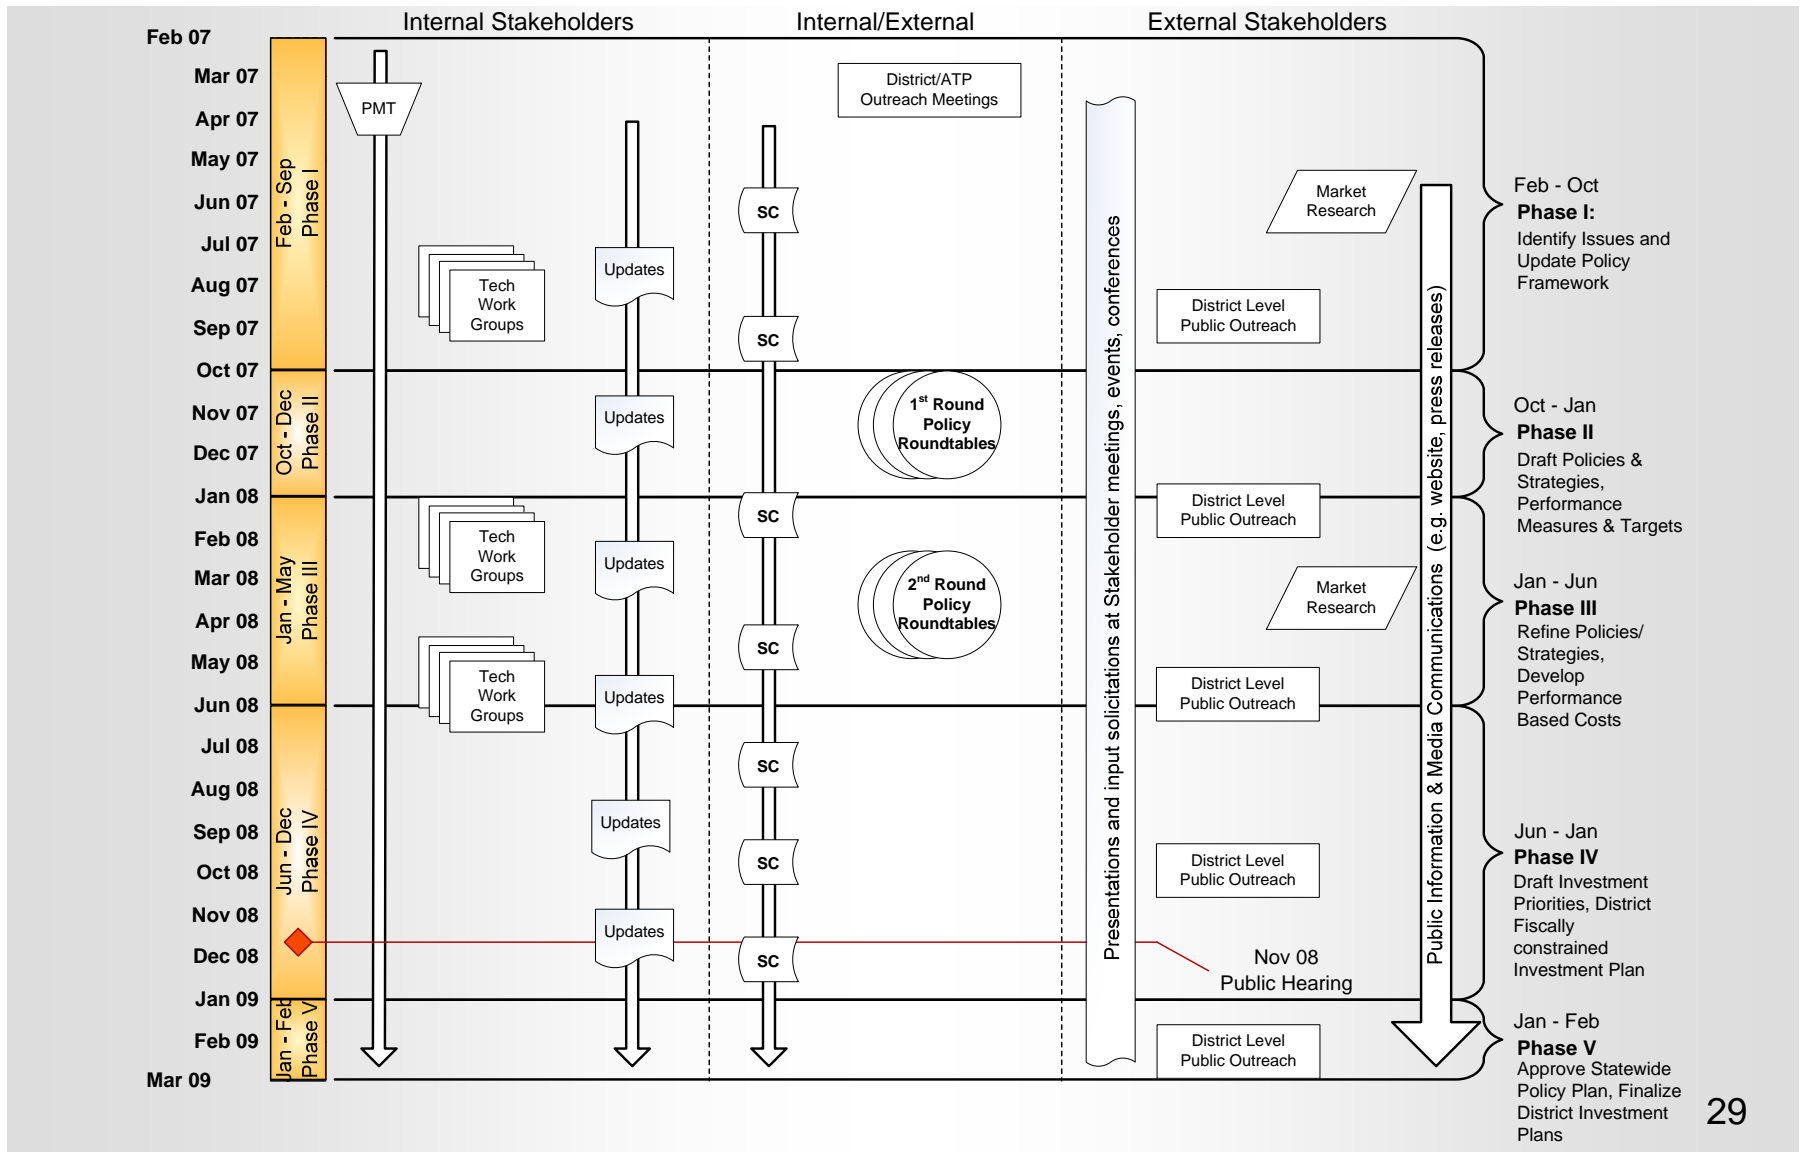 Internal Stakeholders
Internal/External
External Stakeholders
Feb 07
Mar 07
Apr 07
May 07
Jun 07
Jul 07
Aug 07
Sep 07
Oct 07
Nov 07
Dec 07
Jan 08
Feb 08
Mar 08
Apr 08
May 08
Jun 08
Jul 08
Aug 08
Sep 08
Oct 08
Nov 08
Dec 08
Jan 09
Feb 09
Mar 09
Feb - Sep
Phase I
Oct - Dec
Phase II
Jan - May
Phase III
Jun - Dec
Phase IV
Jan - Feb
Phase V
PMT
Tech
Work
Groups
Tech
Work
Groups
Tech
Work
Groups
Updates
Updates
Updates
Updates
Updates
Updates
SC
SC
SC
SC
SC
SC
SC
District/ATP
Outreach Meetings
1st Round
Policy
Roundtables
2nd Round
Policy
Roundtables
Presentations and input solicitations at Stakeholder meetings, events, conferences
Market
Research
District Level
Public Outreach
District Level
Public Outreach
Market
Research
District Level
Public Outreach
District Level
Public Outreach
Nov 08
Public Hearing
District Level
Public Outreach
Public Information & Media Communications (e.g. website, press releases)
Feb - Oct
Phase I:
Identify Issues and
Update Policy
Framework
Oct - Jan
Phase II
Draft Policies &
Strategies,
Performance
Measures & Targets
Jan - Jun
Phase III
Refine Policies/
Strategies,
Develop
Performance
Based Costs
Jun - Jan
Phase IV
Draft Investment
Priorities, District
Fiscally
constrained
Investment Plan
Jan - Feb
Phase V
Approve Statewide
Policy Plan, Finalize
District Investment
Plans
29